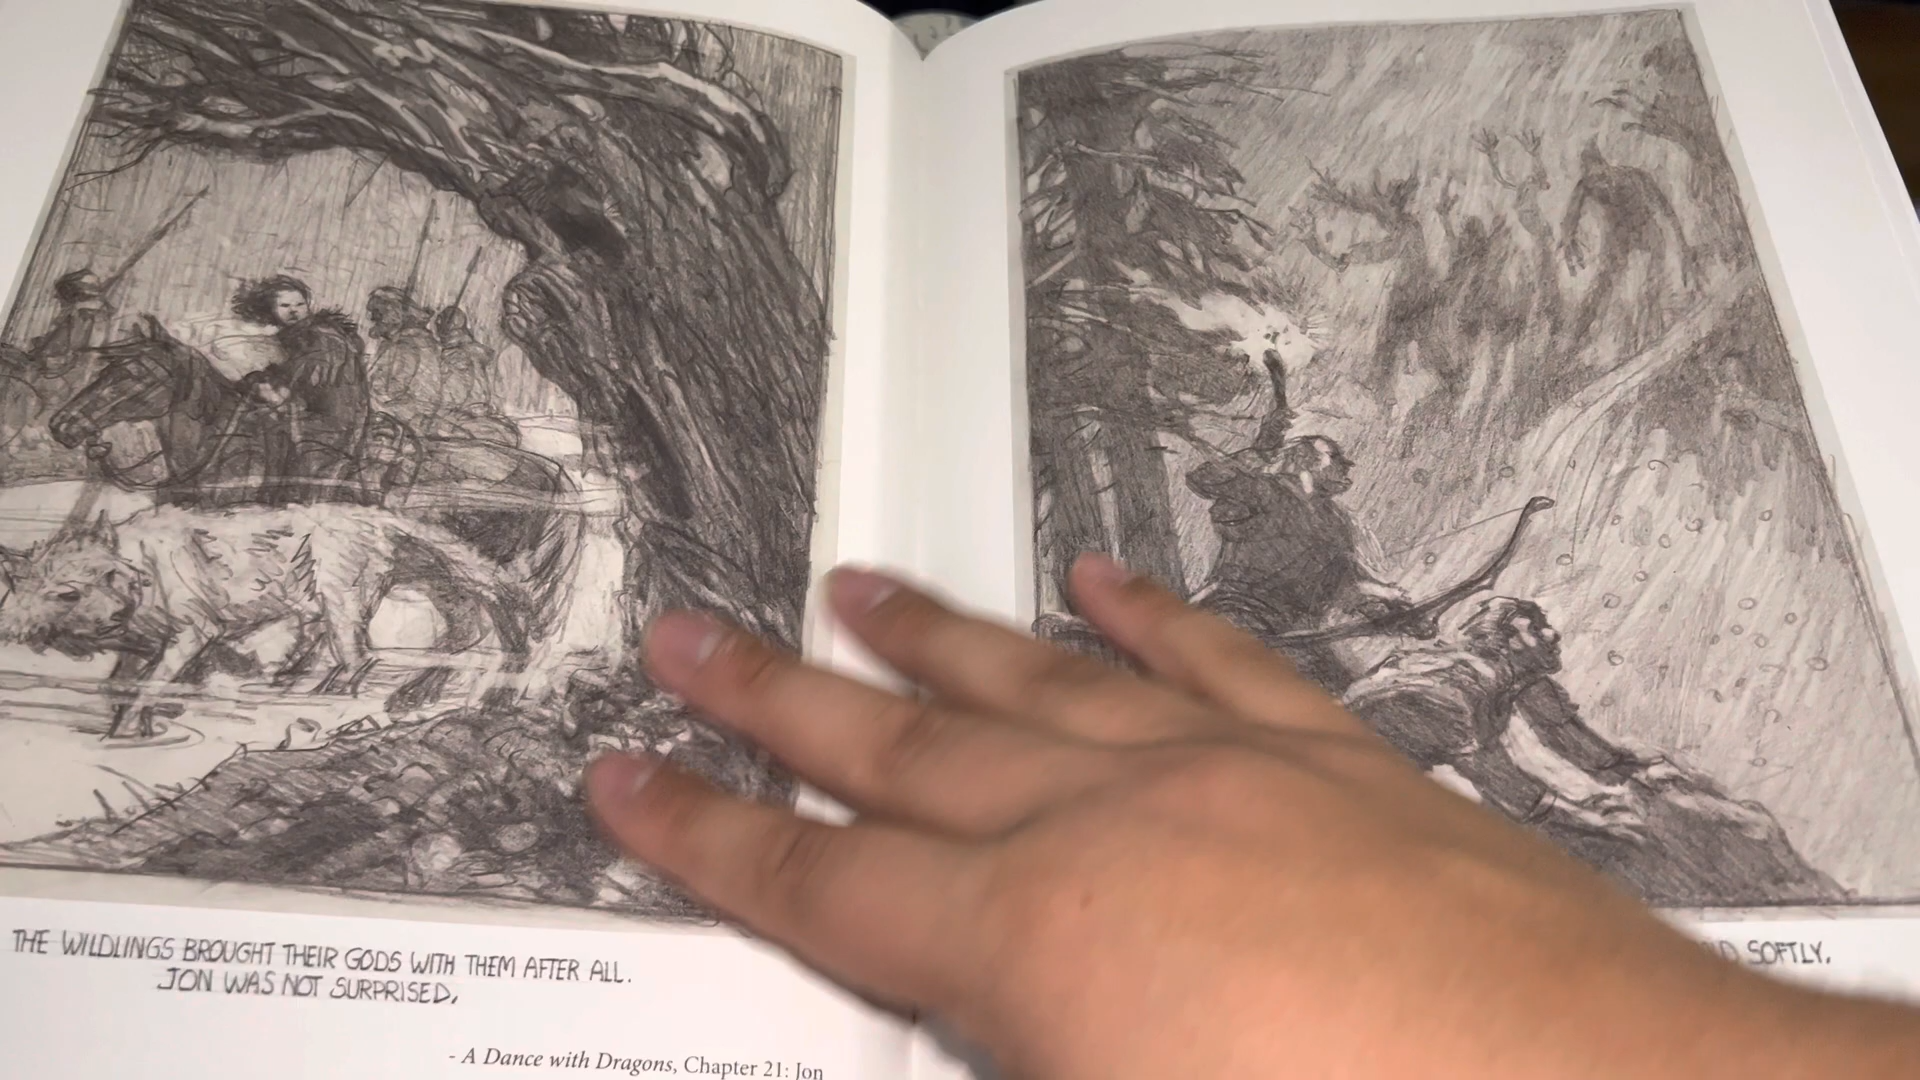 THE WILDLINGS BROUGHT THEIR GODS WITH THEM AFTER ALL.
JON WAS NOT SURPRISED.
- A Dance with Dragons, Chapter 21: Jon
SOFTLY.